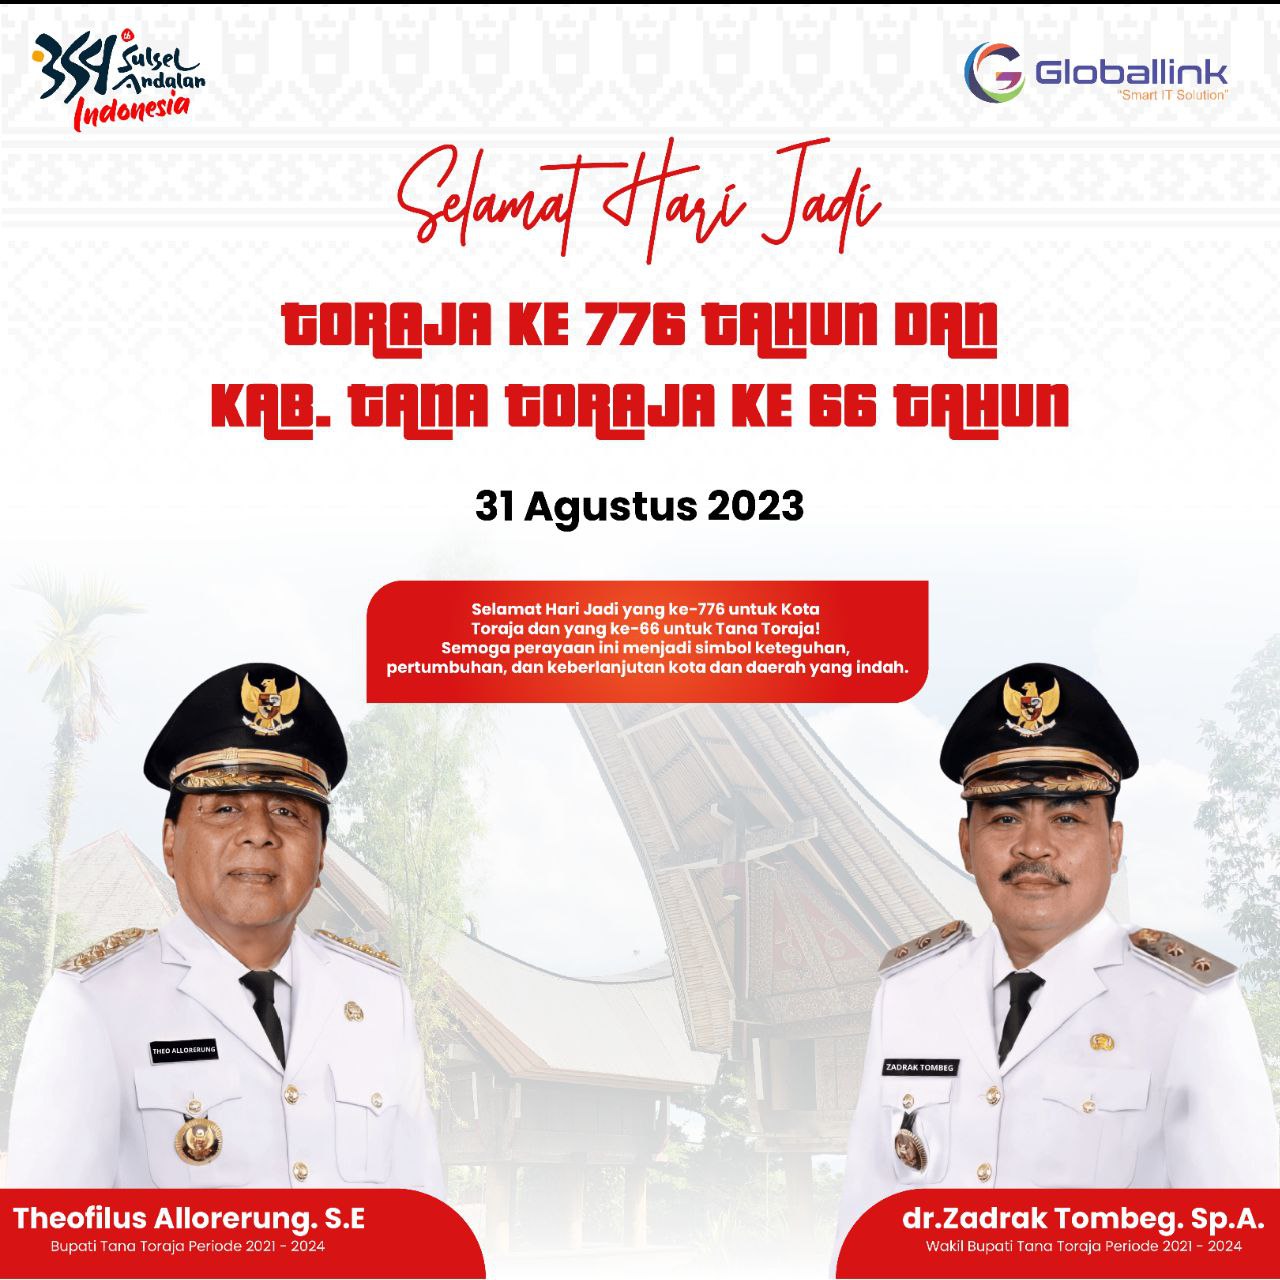 354th Sulsel
Andalan
Indonesia
Globallink
"Smart IT Solution"
Selamat Hari Jadi
TORAJA KE 776 TAHUN DAN
KAB. TANA TORAJA KE 66 TAHUN
31 Agustus 2023
Selamat Hari Jadi yang ke-776 untuk Kota
Toraja dan yang ke-66 untuk Tana Toraja!
Semoga perayaan ini menjadi simbol keteguhan,
pertumbuhan, dan keberlanjutan kota dan daerah yang indah.
THEO ALLORERUNG
ZADRAK TOMBEG
Theofilus Allorerung. S.E
Bupati Tana Toraja Periode 2021 - 2024
dr.Zadrak Tombeg. Sp.A.
Wakil Bupati Tana Toraja Periode 2021 - 2024